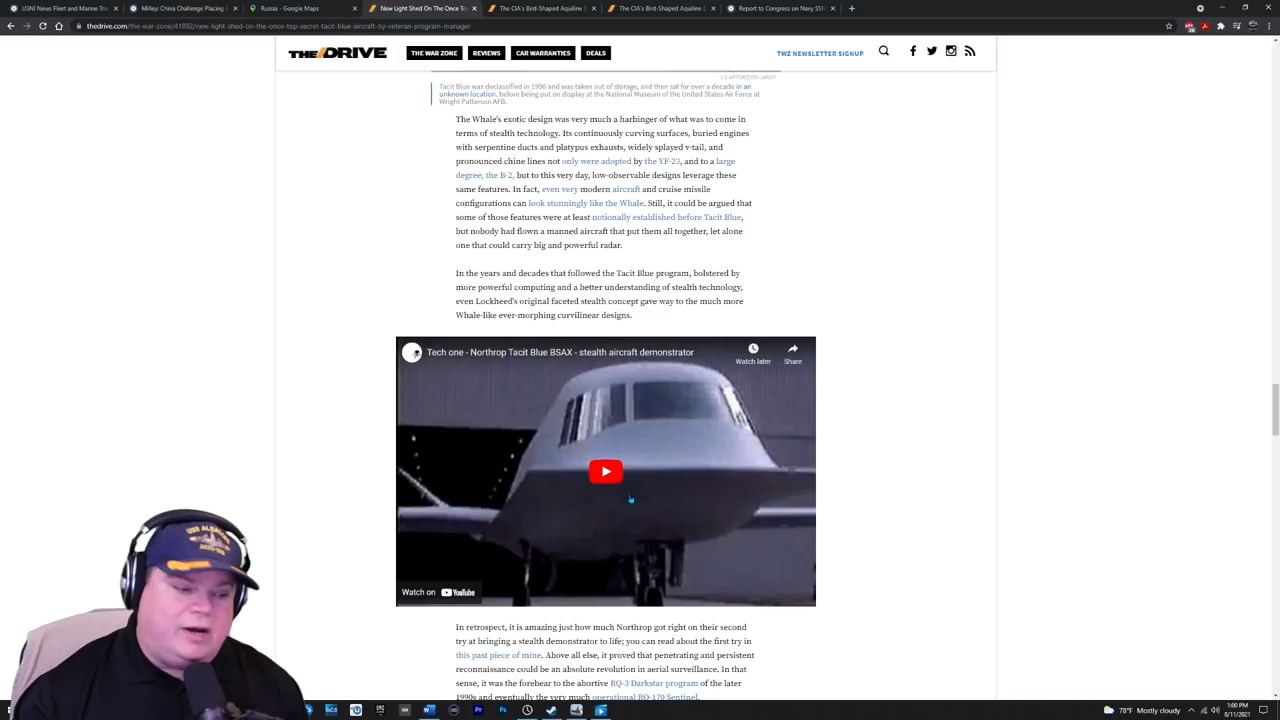 USNI News Fleet and Marine Tra
Milley: China Challenge Placing
Russia - Google Maps
New Light Shed On The Once To
The CIA's Bird-Shaped Aquiline
The CIA's Bird-Shaped Aquiline
Report to Congress on Navy SSN
thedrive.com/the-war-zone/41892/new-light-shed-on-the-once-top-secret-tacit-blue-aircraft-by-veteran-program-manager
THE DRIVE
THE WAR ZONE
REVIEWS
CAR WARRANTIES
DEALS
TWZ NEWSLETTER SIGNUP
Tacit Blue was declassified in 1996 and was taken out of storage, and then sat for over a decade in an
unknown location, before being put on display at the National Museum of the United States Air Force at
Wright Patterson AFB.
The Whale's exotic design was very much a harbinger of what was to come in
terms of stealth technology. Its continuously curving surfaces, buried engines
with serpentine ducts and platypus exhausts, widely splayed v-tail, and
pronounced chine lines not only were adopted by the YF-23, and to a large
degree, the B-2, but to this very day, low-observable designs leverage these
same features. In fact, even very modern aircraft and cruise missile
configurations can look stunningly like the Whale. Still, it could be argued that
some of those features were at least notionally established before Tacit Blue,
but nobody had flown a manned aircraft that put them all together, let alone
one that could carry big and powerful radar.
In the years and decades that followed the Tacit Blue program, bolstered by
more powerful computing and a better understanding of stealth technology,
even Lockheed's original faceted stealth concept gave way to the much more
Whale-like ever-morphing curvilinear designs.
Tech one - Northrop Tacit Blue BSAX - stealth aircraft demonstrator
Watch later
Share
Watch on YouTube
In retrospect, it is amazing just how much Northrop got right on their second
try at bringing a stealth demonstrator to life; you can read about the first try in
this past piece of mine. Above all else, it proved that penetrating and persistent
reconnaissance could be an absolute revolution in aerial surveillance. In that
sense, it was the forebear to the abortive RQ-3 Darkstar program of the later
1990s and eventually the very much operational RQ-170 Sentinel.
78°F Mostly cloudy
1:00 PM
8/11/2021